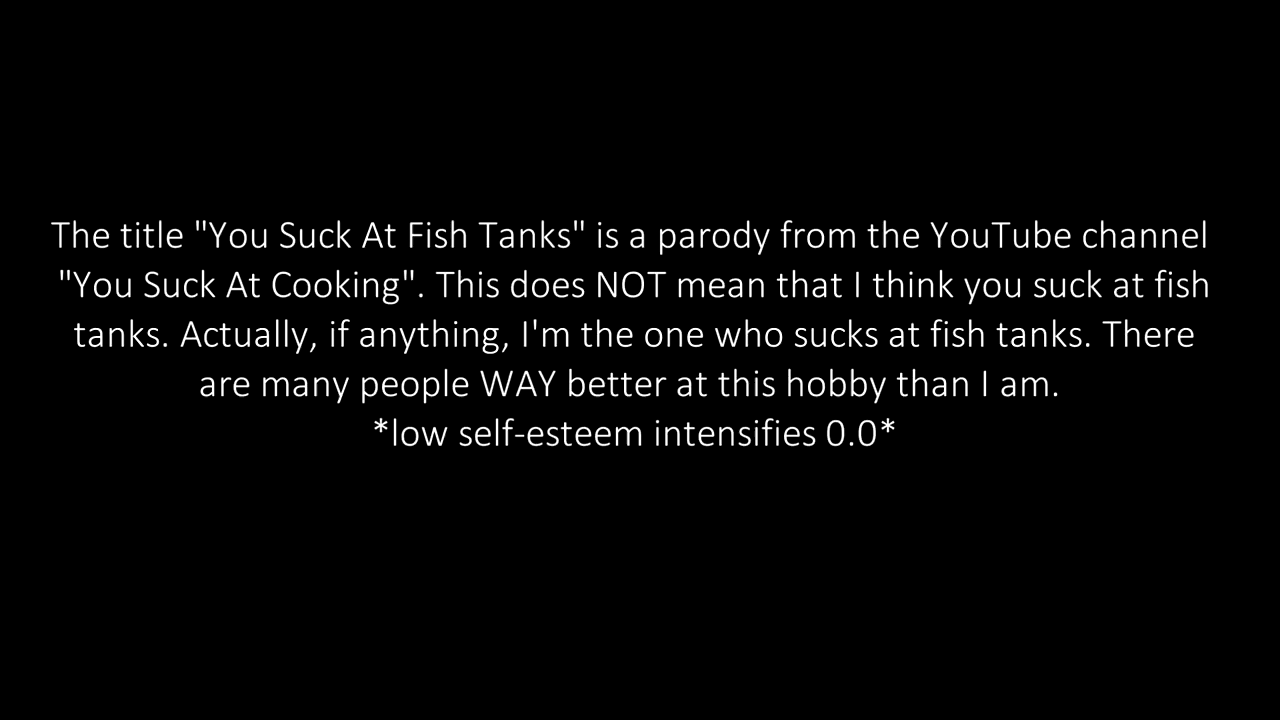 The title "You Suck At Fish Tanks" is a parody from the YouTube channel
"You Suck At Cooking". This does NOT mean that I think you suck at fish
tanks. Actually, if anything, I'm the one who sucks at fish tanks. There
are many people WAY better at this hobby than I am.
*low self-esteem intensifies 0.0*